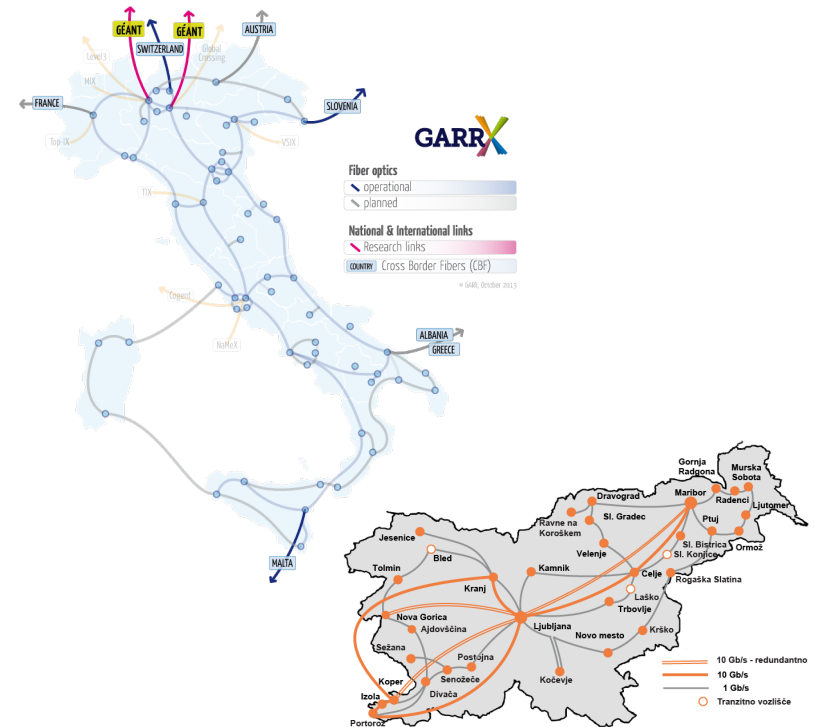 GÉANT
GÉANT
AUSTRIA
SWITZERLAND
Global
Crossing
Level3
MiX
FRANCE
SLOVENIA
Top-IX
VSIX
TIX
Cogent
NaMeX
ALBANIA
GREECE
MALTA
GARR X
Fiber optics
operational
planned
National & International links
Research links
COUNTRY Cross Border Fibers (CBF)
© GARR, October 2013
Gornja
Radgona
Murska
Sobota
Maribor
Radenci
Dravograd
Ljutomer
Ptuj
Sl. Gradec
Ravne na
Koroškem
Ormož
Sl. Bistrica
Sl. Konjice
Velenje
Jesenice
Bled
Kamnik
Celje
Rogaška Slatina
Tolmin
Kranj
Laško
Trbovlje
Nova Gorica
Ljubljana
Ajdovščina
Krško
Novo mesto
Sežana
Postojna
Senožeče
Kočevje
Koper
Divača
Izola
Portorož
10 Gb/s - redundantno
10 Gb/s
1 Gb/s
Tranzitno vozlišče